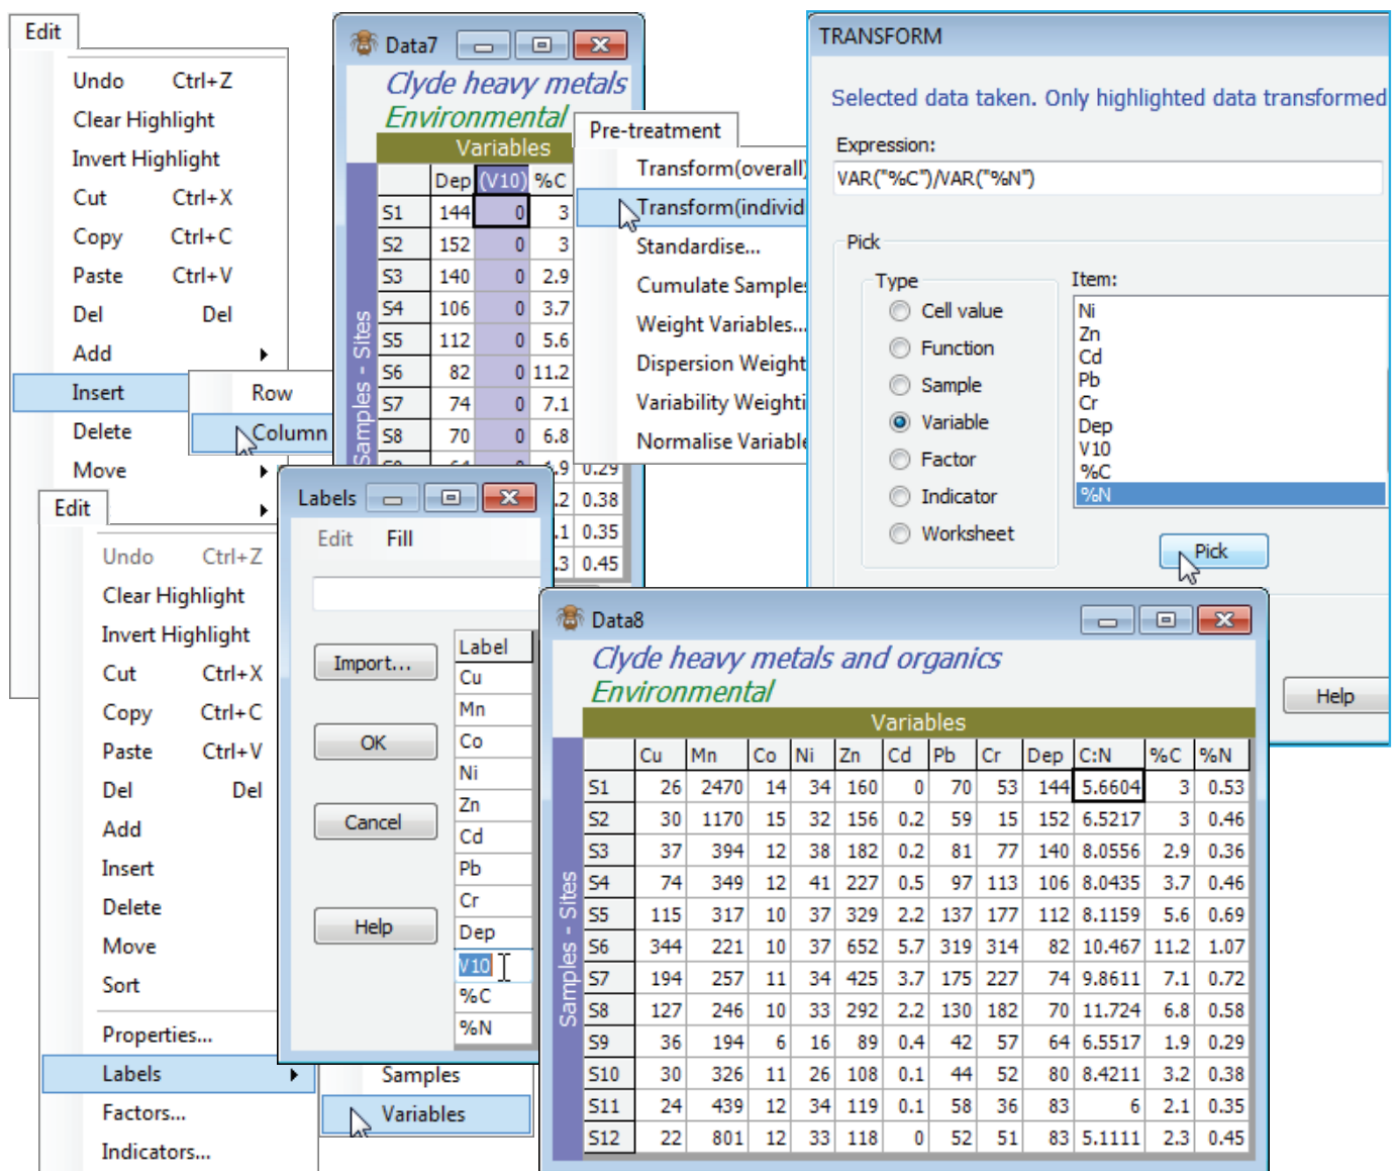 Edit
Undo Ctrl+Z
Clear Highlight
Invert Highlight
Cut Ctrl+X
Copy Ctrl+C
Paste Ctrl+V
Del Del
Add
Insert
Delete
Move
Row
Column
Data7
Clyde heavy metals
Environmental
Variables
Samples - Sites
Dep (V10) %C
S1 144 0 3
S2 152 0 3
S3 140 0 2.9
S4 106 0 3.7
S5 112 0 5.6
S6 82 0 11.2
S7 74 0 7.1
S8 70 0 6.8
.9 0.29
.2 0.38
.1 0.35
.3 0.45
Pre-treatment
Transform(overall)
Transform(individ
Standardise...
Cumulate Samples
Weight Variables...
Dispersion Weight
Variability Weighti
Normalise Variable
TRANSFORM
Selected data taken. Only highlighted data transformed
Expression:
VAR("%C")/VAR("%N")
Pick
Type
Cell value
Function
Sample
Variable
Factor
Indicator
Worksheet
Item:
Ni
Zn
Cd
Pb
Cr
Dep
V10
%C
%N
Pick
Help
Edit
Undo Ctrl+Z
Clear Highlight
Invert Highlight
Cut Ctrl+X
Copy Ctrl+C
Paste Ctrl+V
Del Del
Add
Insert
Delete
Move
Sort
Properties...
Labels
Factors...
Indicators...
Samples
Variables
Labels
Edit Fill
Import...
OK
Cancel
Help
Label
Cu
Mn
Co
Ni
Zn
Cd
Pb
Cr
Dep
V10
%C
%N
Data8
Clyde heavy metals and organics
Environmental
Variables
Samples - Sites
Cu Mn Co Ni Zn Cd Pb Cr Dep C:N %C %N
S1 26 2470 14 34 160 0 70 53 144 5.6604 3 0.53
S2 30 1170 15 32 156 0.2 59 15 152 6.5217 3 0.46
S3 37 394 12 38 182 0.2 81 77 140 8.0556 2.9 0.36
S4 74 349 12 41 227 0.5 97 113 106 8.0435 3.7 0.46
S5 115 317 10 37 329 2.2 137 177 112 8.1159 5.6 0.69
S6 344 221 10 37 652 5.7 319 314 82 10.467 11.2 1.07
S7 194 257 11 34 425 3.7 175 227 74 9.8611 7.1 0.72
S8 127 246 10 33 292 2.2 130 182 70 11.724 6.8 0.58
S9 36 194 6 16 89 0.4 42 57 64 6.5517 1.9 0.29
S10 30 326 11 26 108 0.1 44 52 80 8.4211 3.2 0.38
S11 24 439 12 34 119 0.1 58 36 83 6 2.1 0.35
S12 22 801 12 33 118 0 52 51 83 5.1111 2.3 0.45